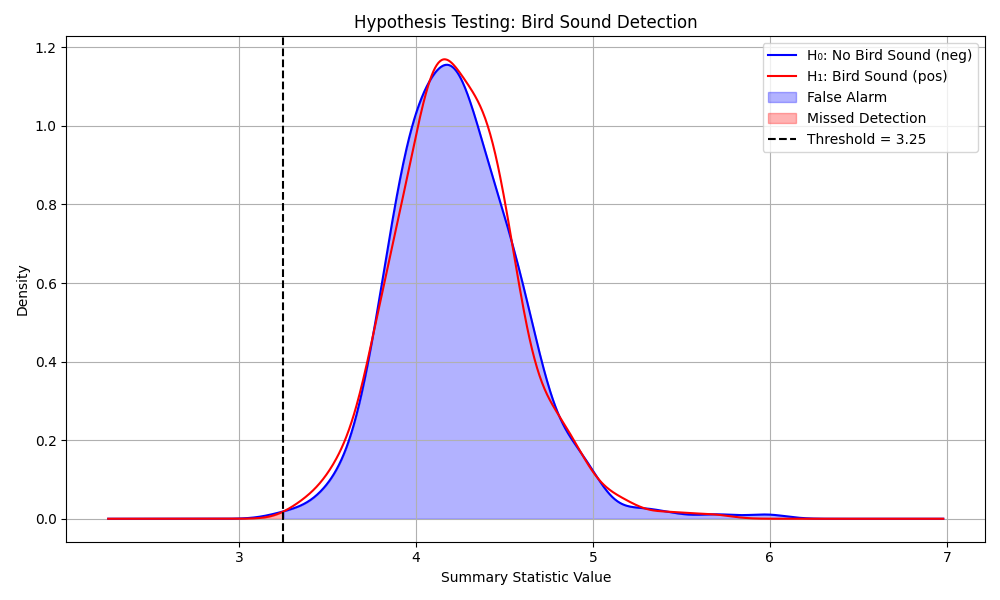 Hypothesis Testing: Bird Sound Detection
H₀: No Bird Sound (neg)
H₁: Bird Sound (pos)
False Alarm
Missed Detection
Threshold = 3.25
Density
1.2
1.0
0.8
0.6
0.4
0.2
0.0
3 4 5 6 7
Summary Statistic Value